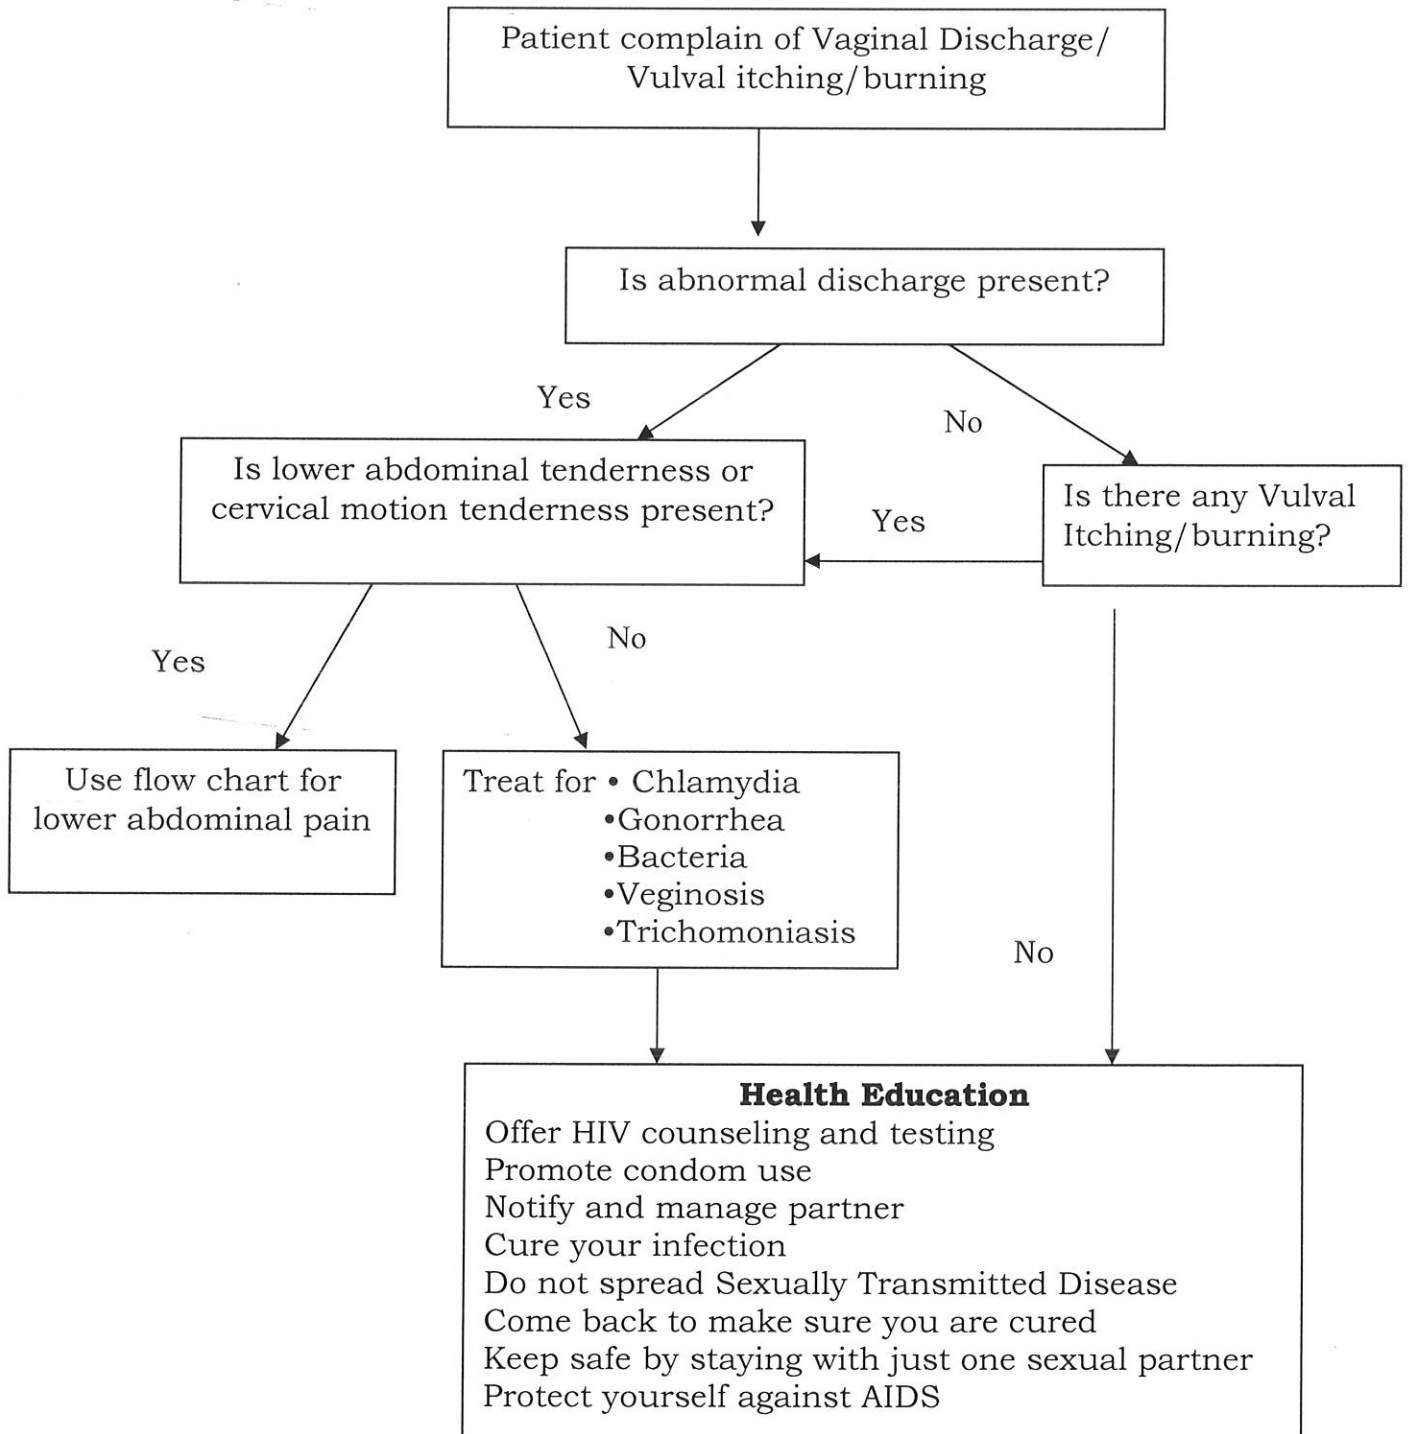 Patient complain of Vaginal Discharge/
Vulval itching/burning
Is abnormal discharge present?
Yes
No
Is lower abdominal tenderness or
cervical motion tenderness present?
Yes
Is there any Vulval
Itching/burning?
Yes
No
Use flow chart for
lower abdominal pain
Treat for • Chlamydia
•Gonorrhea
•Bacteria
•Veginosis
•Trichomoniasis
No
Health Education
Offer HIV counseling and testing
Promote condom use
Notify and manage partner
Cure your infection
Do not spread Sexually Transmitted Disease
Come back to make sure you are cured
Keep safe by staying with just one sexual partner
Protect yourself against AIDS